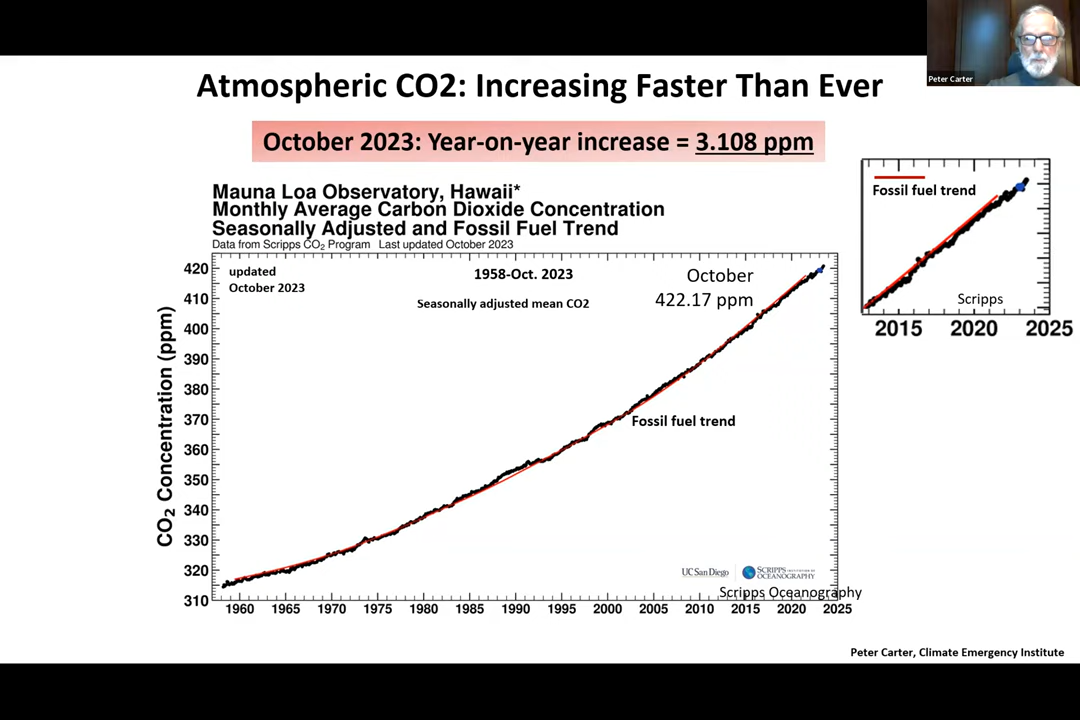 Peter Carter
Atmospheric CO2: Increasing Faster Than Ever
October 2023: Year-on-year increase = 3.108 ppm
Mauna Loa Observatory, Hawaii*
Monthly Average Carbon Dioxide Concentration
Seasonally Adjusted and Fossil Fuel Trend
Data from Scripps CO₂ Program Last updated October 2023
updated
October 2023
1958-Oct. 2023
Seasonally adjusted mean CO2
October
422.17 ppm
Fossil fuel trend
CO₂ Concentration (ppm)
420
410
400
390
380
370
360
350
340
330
320
310
1960 1965 1970 1975 1980 1985 1990 1995 2000 2005 2010 2015 2020 2025
UC San Diego
SCRIPPS
OCEANOGRAPHY
Scripps Oceanography
Fossil fuel trend
Scripps
2015 2020 2025
Peter Carter, Climate Emergency Institute